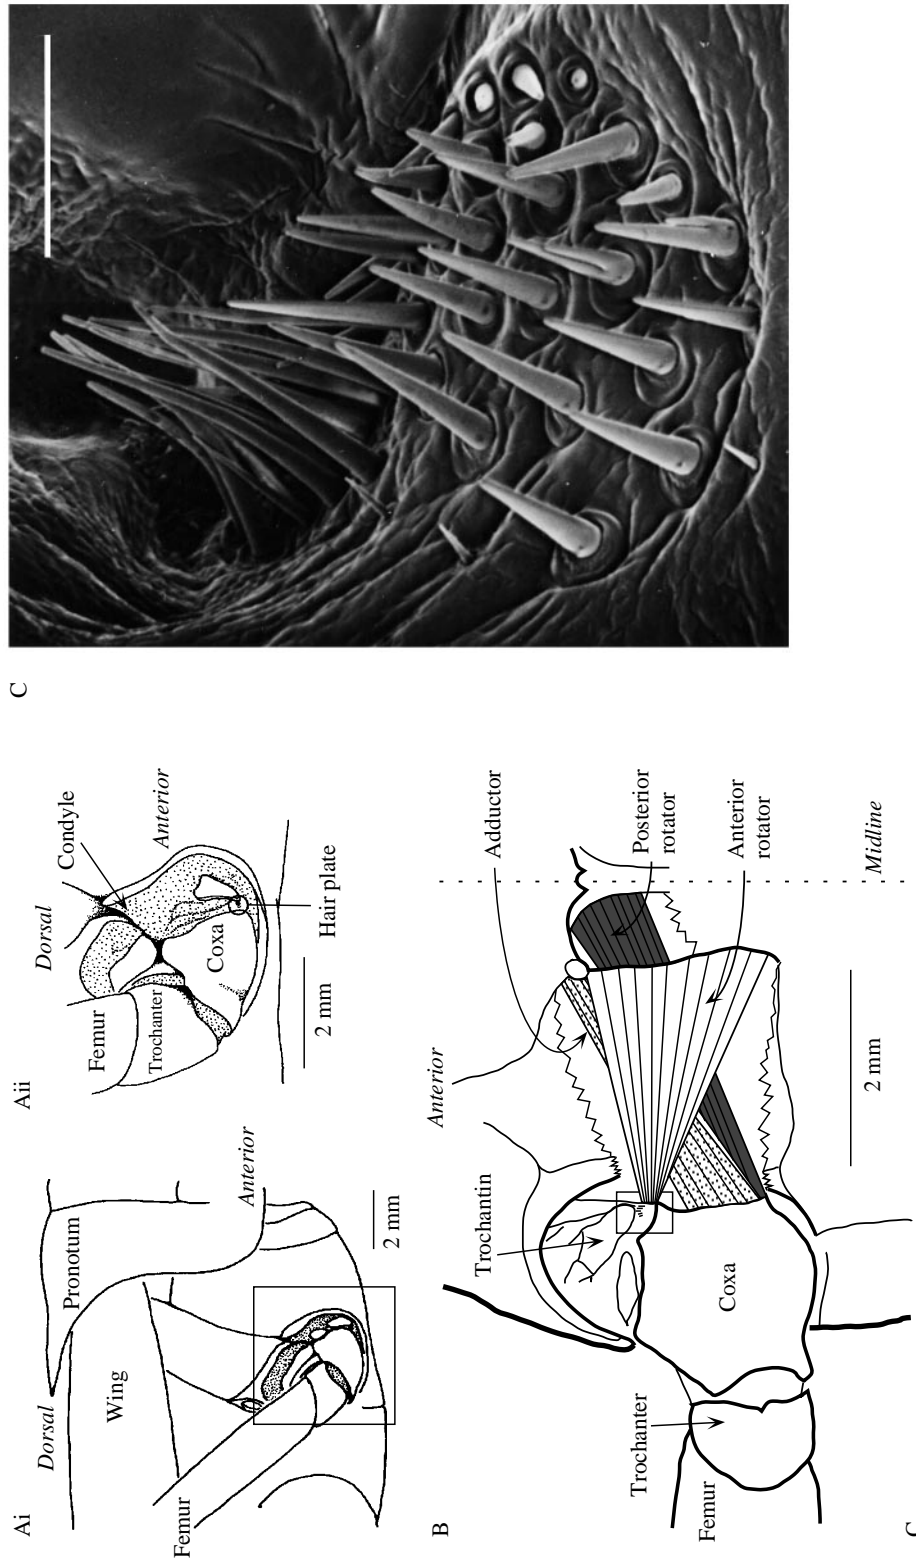 Ai
Dorsal
Pronotum
Wing
Anterior
Femur
2 mm
Aii
Dorsal
Condyle
Anterior
Femur
Trochanter
Coxa
Hair plate
2 mm
B
Anterior
Adductor
Trochantin
Posterior
rotator
Anterior
rotator
Coxa
Trochanter
Femur
2 mm
Midline
C
C